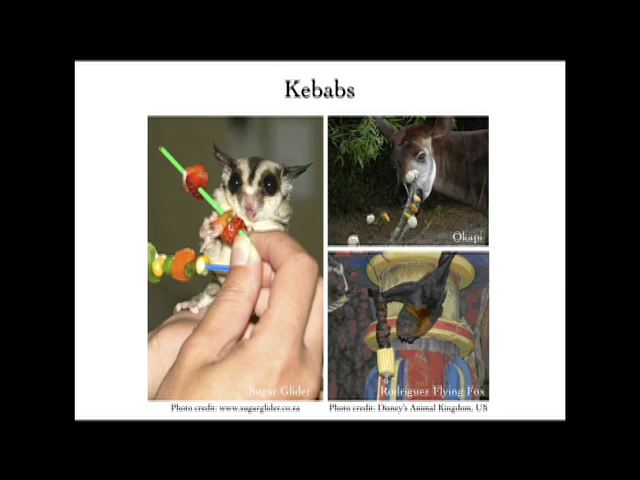 Kebabs
Okapi
Sugar Glider
Rodriguez Flying Fox
Photo credit: www.sugarglider.co.za
Photo credit: Disney's Animal Kingdom, US